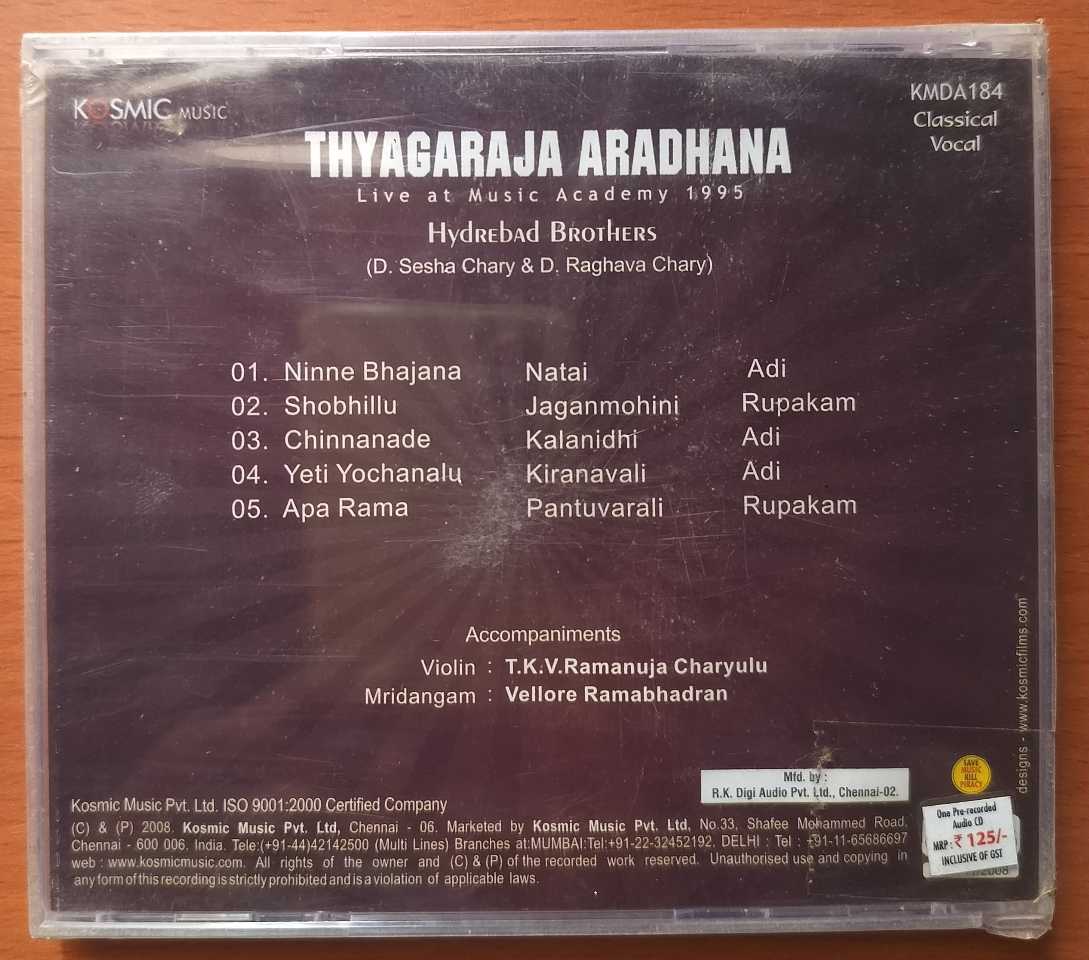 KOSMIC MUSIC
KMDA184
Classical
Vocal
THYAGARAJA ARADHANA
Live at Music Academy 1995
Hydrebad Brothers
(D. Sesha Chary & D. Raghava Chary)
01. Ninne Bhajana Natai Adi
02. Shobhillu Jaganmohini Rupakam
03. Chinnanade Kalanidhi Adi
04. Yeti Yochanalu Kiranavali Adi
05. Apa Rama Pantuvarali Rupakam
Accompaniments
Violin : T.K.V.Ramanuja Charyulu
Mridangam : Vellore Ramabhadran
designs - www.kosmicfilms.com
SAVE
MUSIC
KILL
PIRACY
Mfd. by :
R.K. Digi Audio Pvt. Ltd., Chennai-02.
One Pre-recorded
Audio CD
MRP : ₹ 125/-
INCLUSIVE OF GST
/2008
Kosmic Music Pvt. Ltd. ISO 9001:2000 Certified Company
(C) & (P) 2008. Kosmic Music Pvt. Ltd, Chennai - 06. Marketed by Kosmic Music Pvt. Ltd, No.33, Shafee Mohammed Road,
Chennai - 600 006. India. Tele:(+91-44)42142500 (Multi Lines) Branches at:MUMBAI:Tel:+91-22-32452192. DELHI : Tel : +91-11-65686697
web : www.kosmicmusic.com. All rights of the owner and (C) & (P) of the recorded work reserved. Unauthorised use and copying in
any form of this recording is strictly prohibited and is a violation of applicable laws.